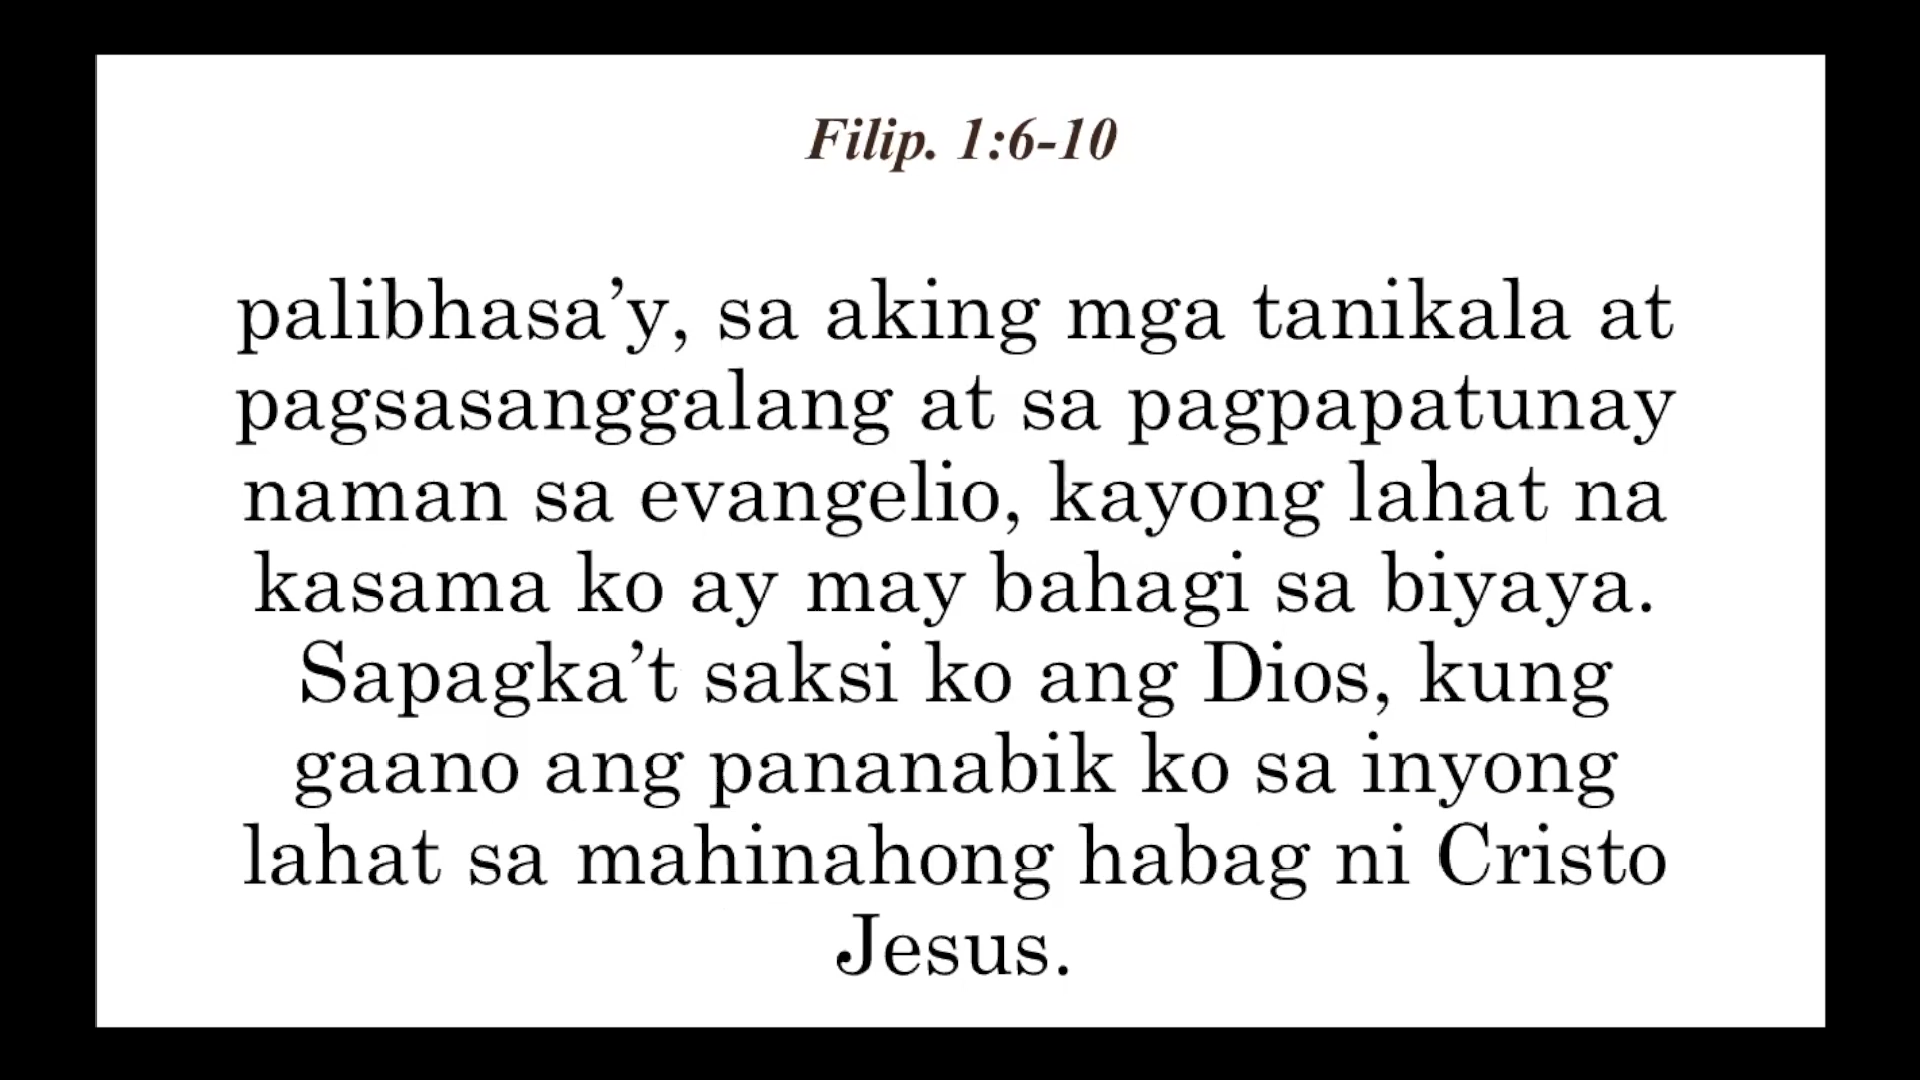 Filip. 1:6-10
palibhasa’y, sa aking mga tanikala at
pagsasanggalang at sa pagpapatunay
naman sa evangelio, kayong lahat na
kasama ko ay may bahagi sa biyaya.
Sapagka’t saksi ko ang Dios, kung
gaano ang pananabik ko sa inyong
lahat sa mahinahong habag ni Cristo
Jesus.